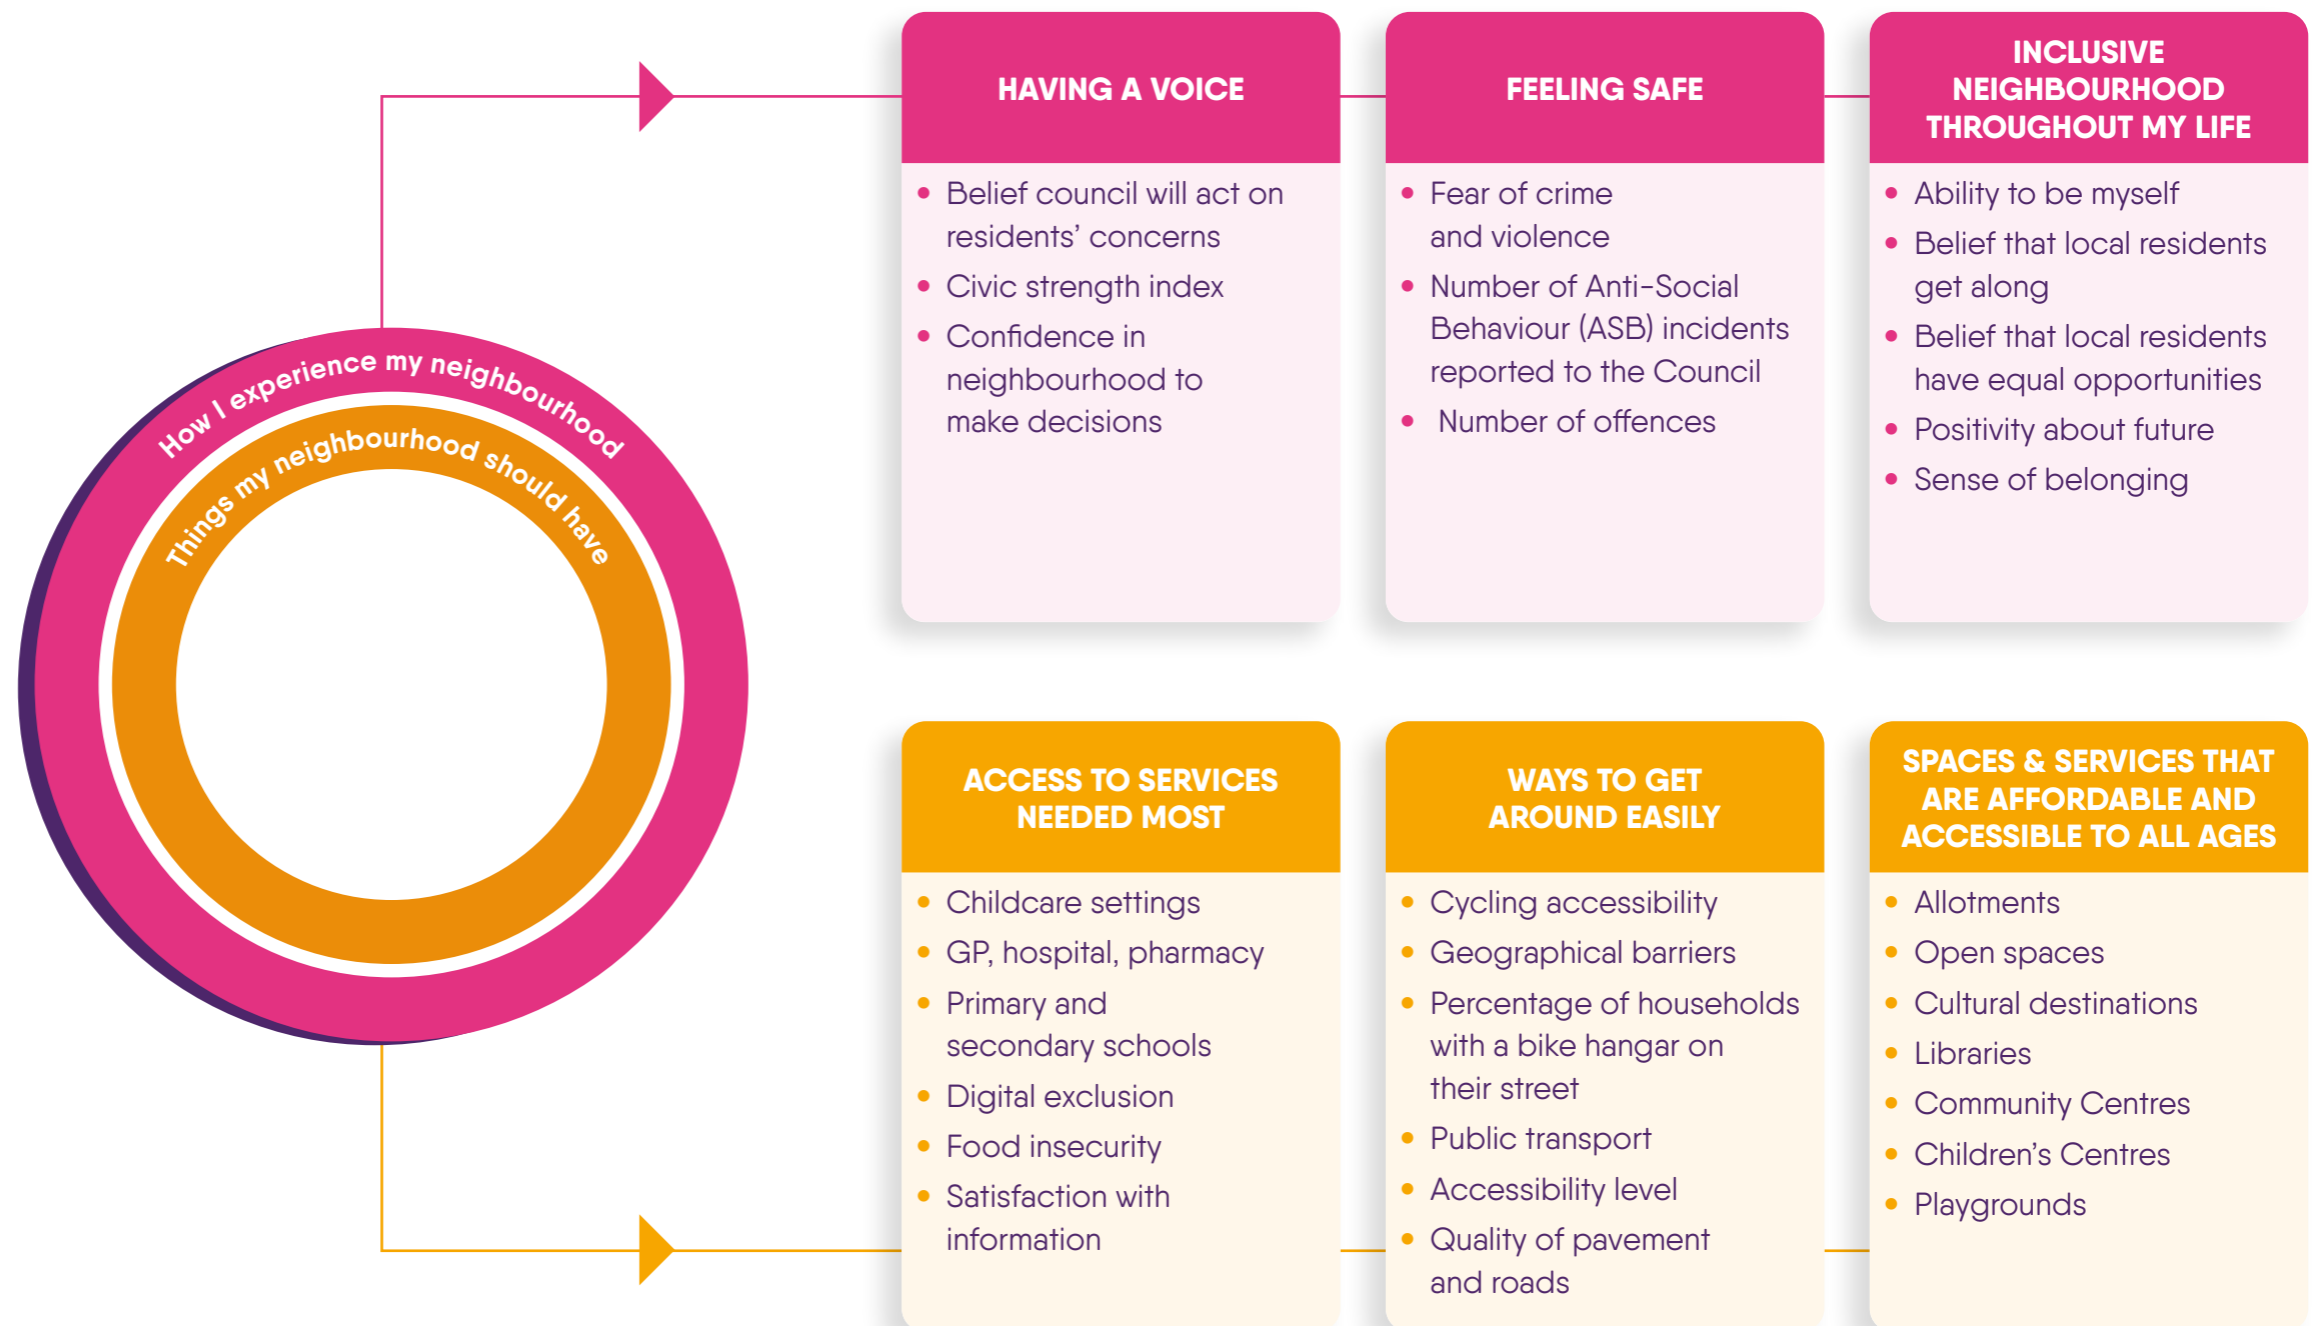 How I experience my neighbourhood
Things my neighbourhood should have
HAVING A VOICE
• Belief council will act on
residents’ concerns
• Civic strength index
• Confidence in
neighbourhood to
make decisions
FEELING SAFE
• Fear of crime
and violence
• Number of Anti-Social
Behaviour (ASB) incidents
reported to the Council
• Number of offences
INCLUSIVE
NEIGHBOURHOOD
THROUGHOUT MY LIFE
• Ability to be myself
• Belief that local residents
get along
• Belief that local residents
have equal opportunities
• Positivity about future
• Sense of belonging
ACCESS TO SERVICES
NEEDED MOST
• Childcare settings
• GP, hospital, pharmacy
• Primary and
secondary schools
• Digital exclusion
• Food insecurity
• Satisfaction with
information
WAYS TO GET
AROUND EASILY
• Cycling accessibility
• Geographical barriers
• Percentage of households
with a bike hangar on
their street
• Public transport
• Accessibility level
• Quality of pavement
and roads
SPACES & SERVICES THAT
ARE AFFORDABLE AND
ACCESSIBLE TO ALL AGES
• Allotments
• Open spaces
• Cultural destinations
• Libraries
• Community Centres
• Children’s Centres
• Playgrounds